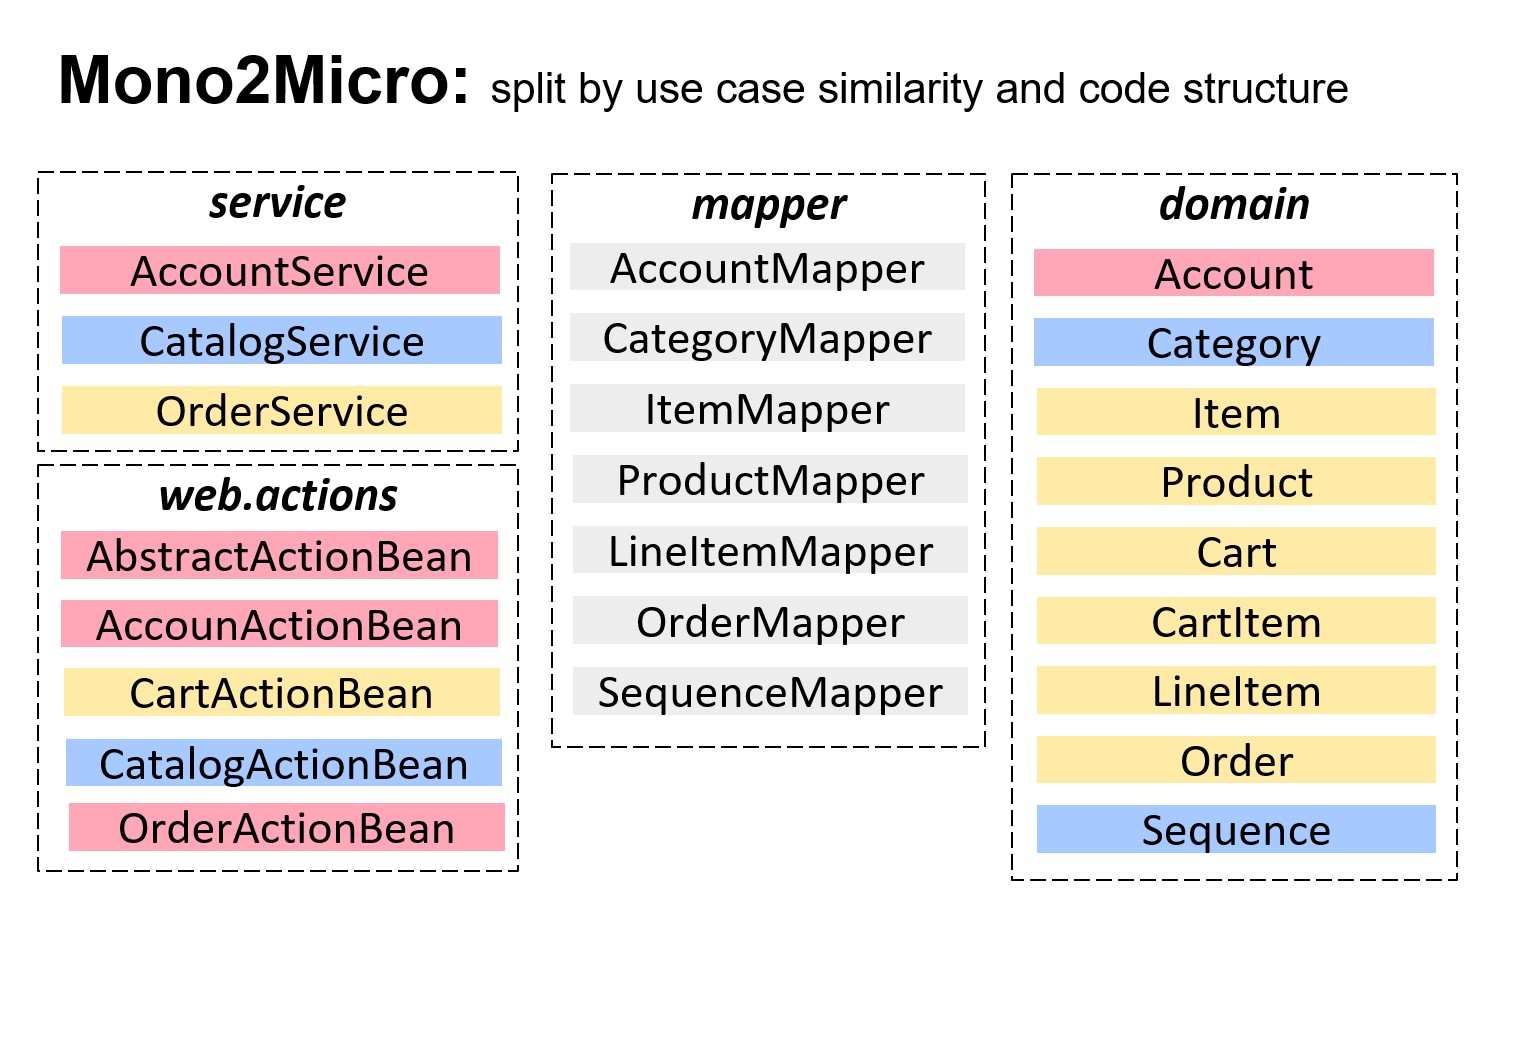 Mono2Micro: split by use case similarity and code structure
service
AccountService
CatalogService
OrderService
web.actions
AbstractActionBean
AccounActionBean
CartActionBean
CatalogActionBean
OrderActionBean
mapper
AccountMapper
CategoryMapper
ItemMapper
ProductMapper
LineItemMapper
OrderMapper
SequenceMapper
domain
Account
Category
Item
Product
Cart
CartItem
LineItem
Order
Sequence